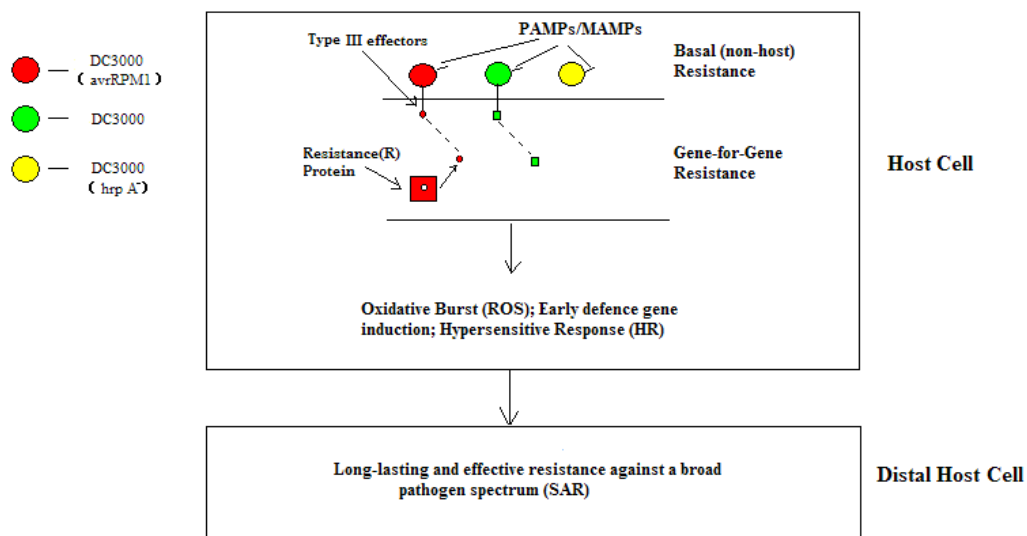 DC3000
( avrRPM1)
DC3000
DC3000
( hrp A⁻)
PAMPs/MAMPs
Type III effectors
Basal (non-host)
Resistance
Resistance(R)
Protein
Gene-for-Gene
Resistance
Host Cell
Oxidative Burst (ROS); Early defence gene
induction; Hypersensitive Response (HR)
Long-lasting and effective resistance against a broad
pathogen spectrum (SAR)
Distal Host Cell